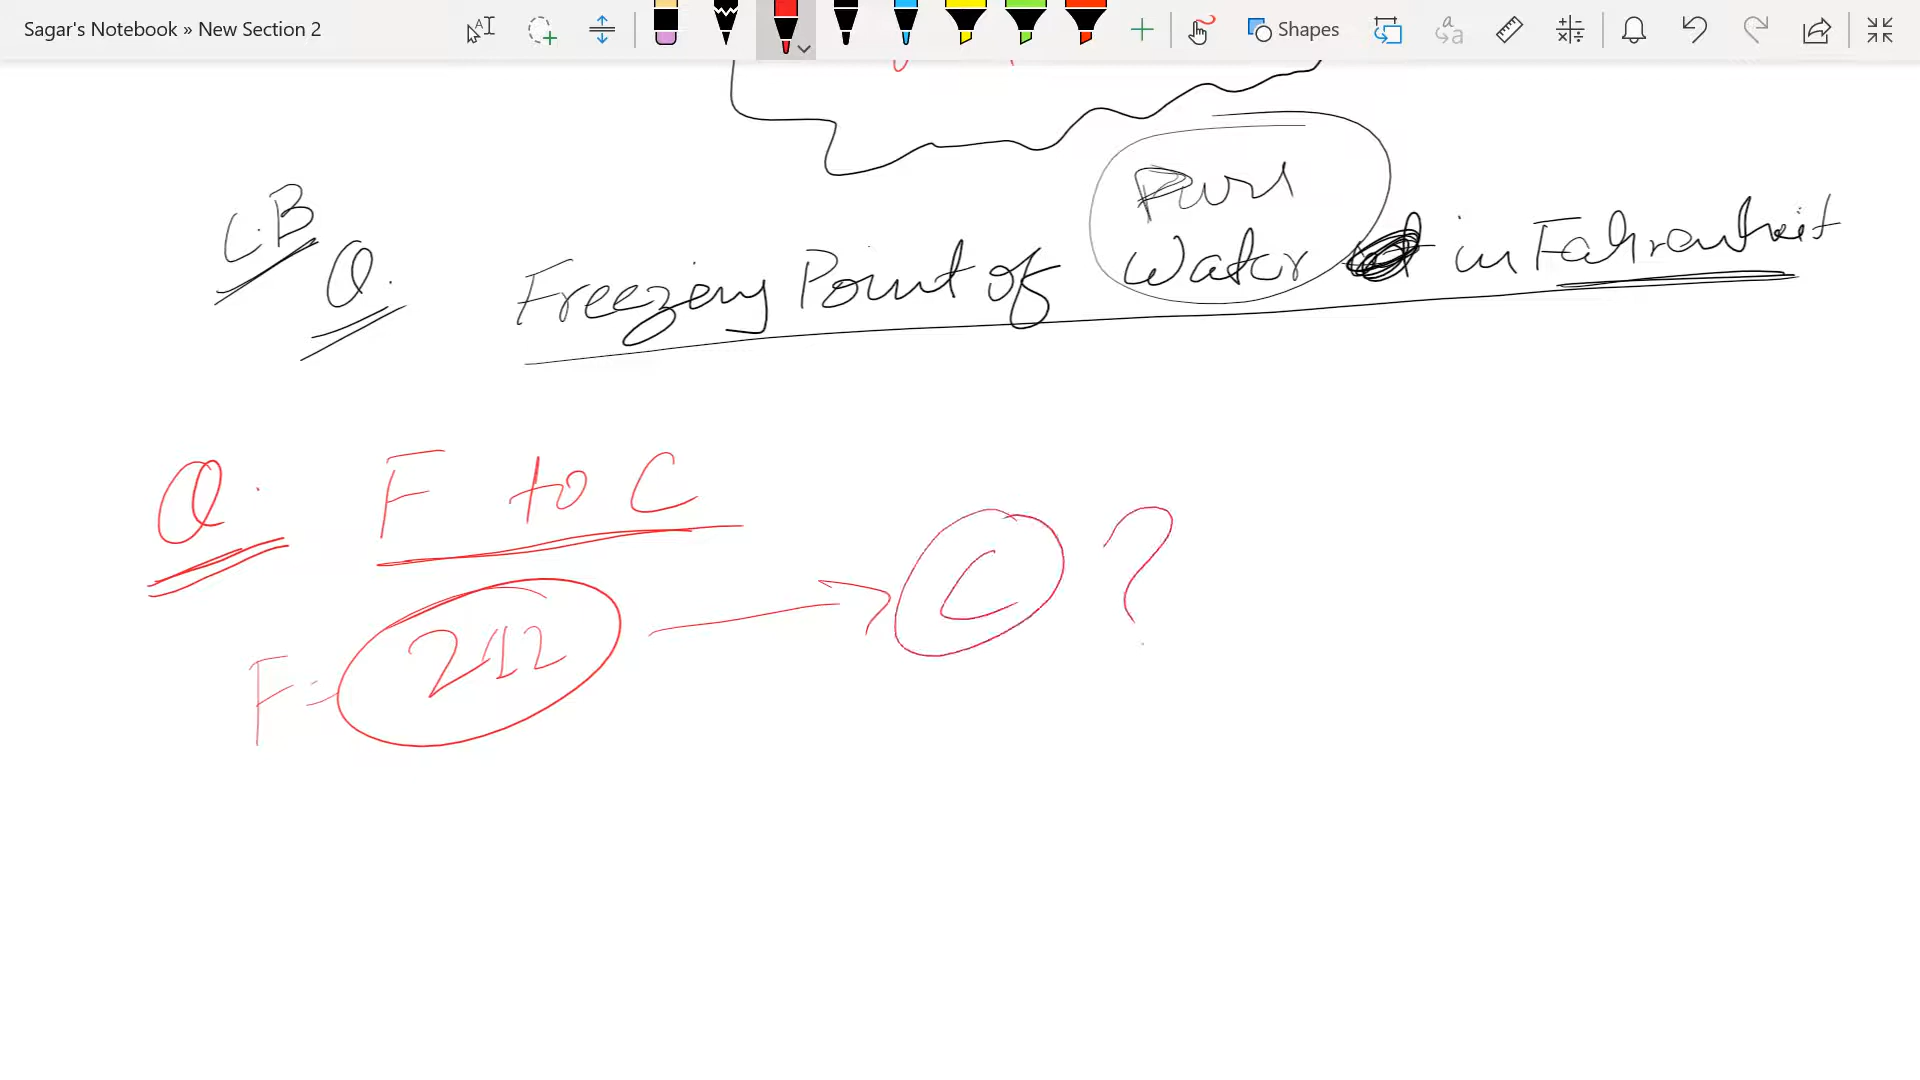 Sagar's Notebook » New Section 2
Shapes
C.B
Pure
Q. Freezing Point of Water in Fahrenheit
Q. F to C
F = 212 → C ?